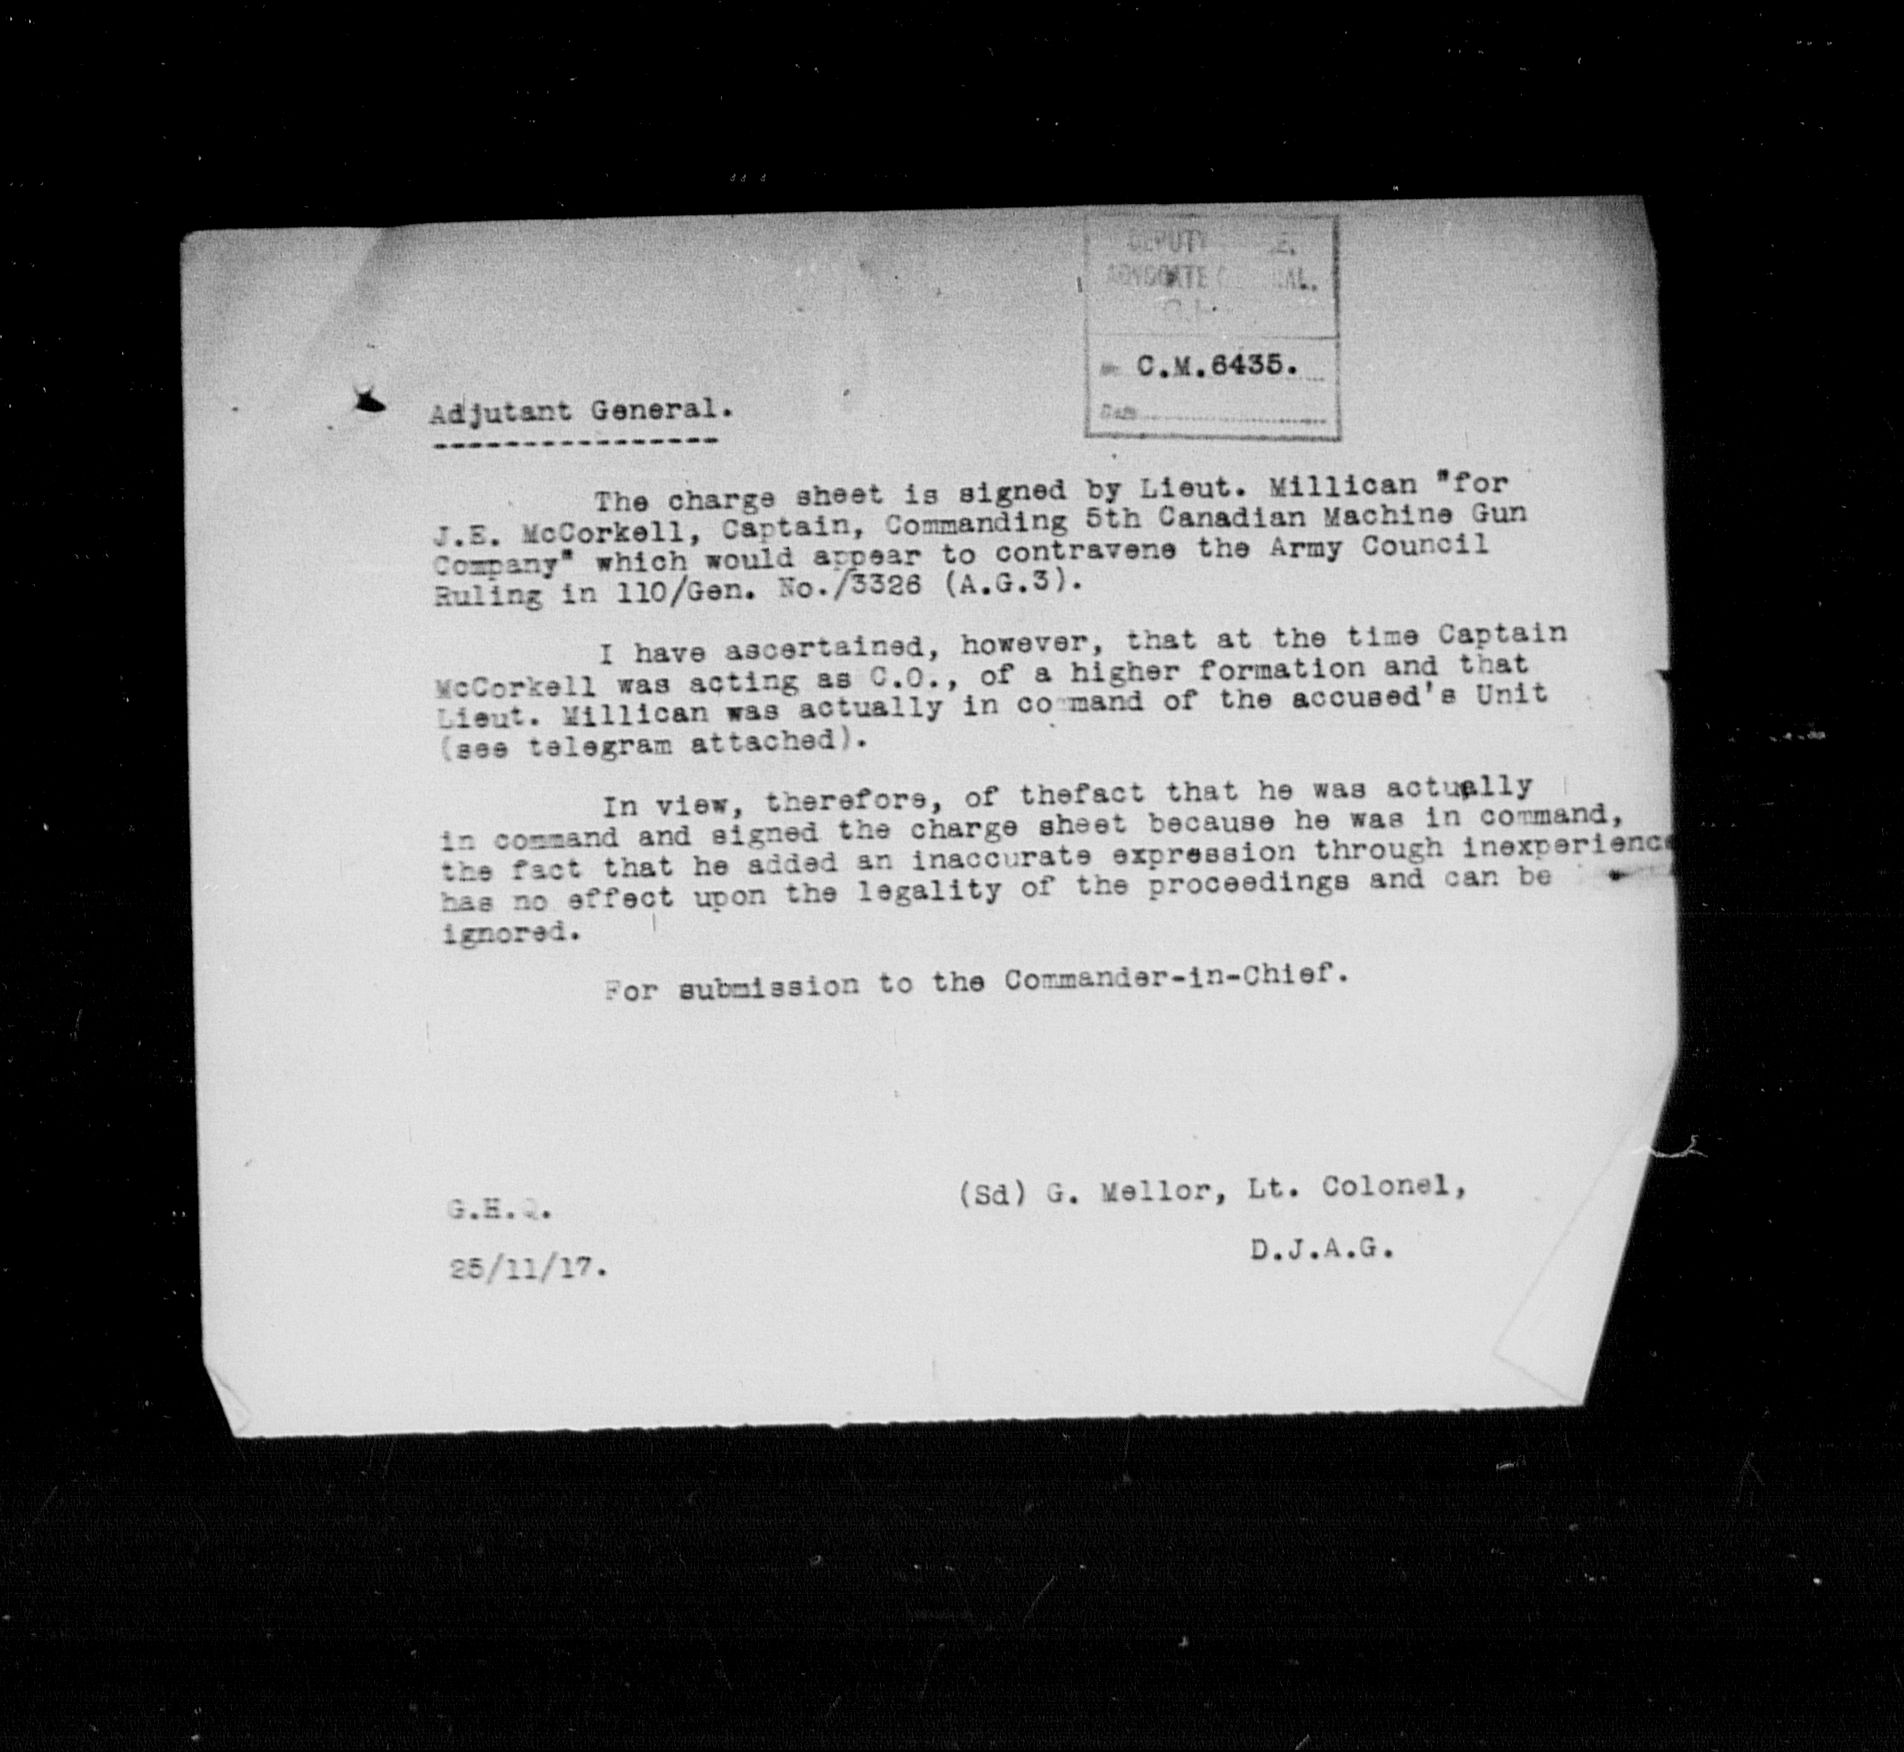 DEPUTY
ADVOCATE
C.M.6435.
Date
Adjutant General.
The charge sheet is signed by Lieut. Millican "for
J.E. McCorkell, Captain, Commanding 5th Canadian Machine Gun
Company" which would appear to contravene the Army Council
Ruling in 110/Gen. No./3326 (A.G.3).
I have ascertained, however, that at the time Captain
McCorkell was acting as C.O., of a higher formation and that
Lieut. Millican was actually in command of the accused's Unit
(see telegram attached).
In view, therefore, of thefact that he was actually
in command and signed the charge sheet because he was in command,
the fact that he added an inaccurate expression through inexperience
has no effect upon the legality of the proceedings and can be
ignored.
For submission to the Commander-in-Chief.
(Sd) G. Mellor, Lt. Colonel,
G.H.Q.
D.J.A.G.
25/11/17.